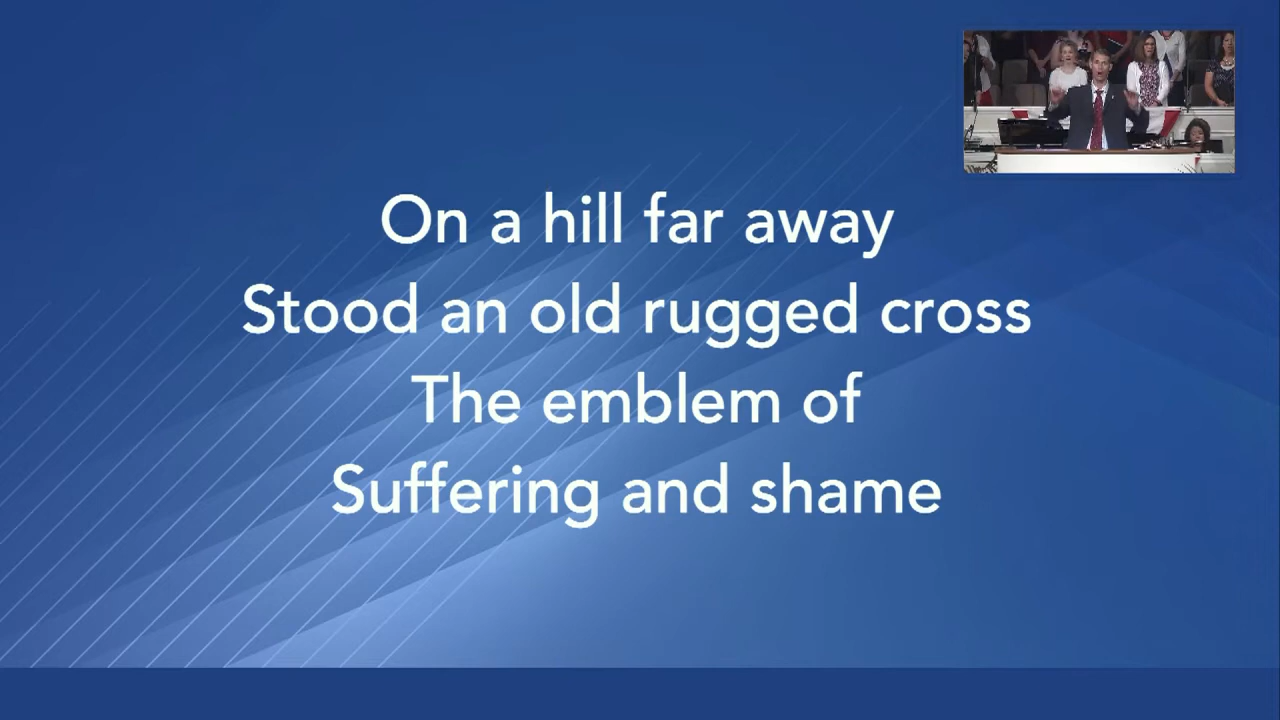 On a hill far away
Stood an old rugged cross
The emblem of
Suffering and shame